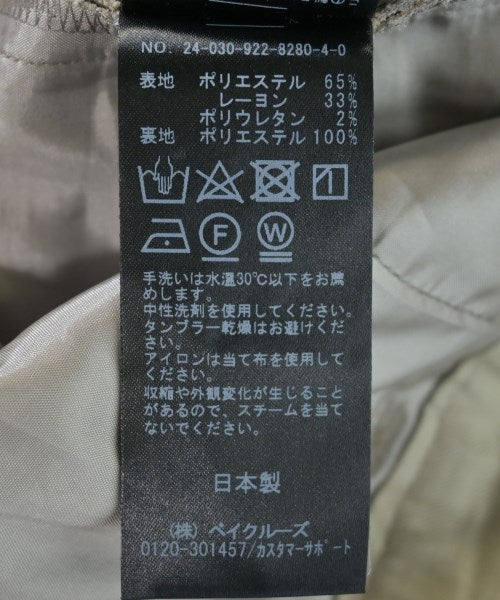 NO. 24-030-922-8280-4-0
表地 ポリエステル 65%
レーヨン 33%
ポリウレタン 2%
裏地 ポリエステル 100%
F
W
手洗いは水温30℃以下をお薦
めします。
中性洗剤を使用してください。
タンブラー乾燥はお避けくだ
さい。
アイロンは当て布を使用して
ください。
収縮や外観変化が生じること
があるので、スチームを当て
ないでください。
日本製
(株) ベイクルーズ
0120-301457/カスタマーサポート